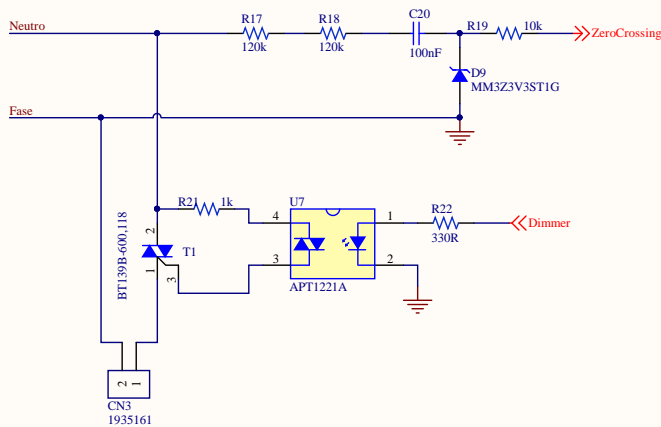 Neutro
R17
120k
R18
120k
C20
100nF
R19
10k
ZeroCrossing
D9
MM3Z3V3ST1G
Fase
R21
1k
U7
4
3
1
2
APT1221A
R22
330R
Dimmer
BT139B-600,118
2
1
3
T1
2
1
CN3
1935161